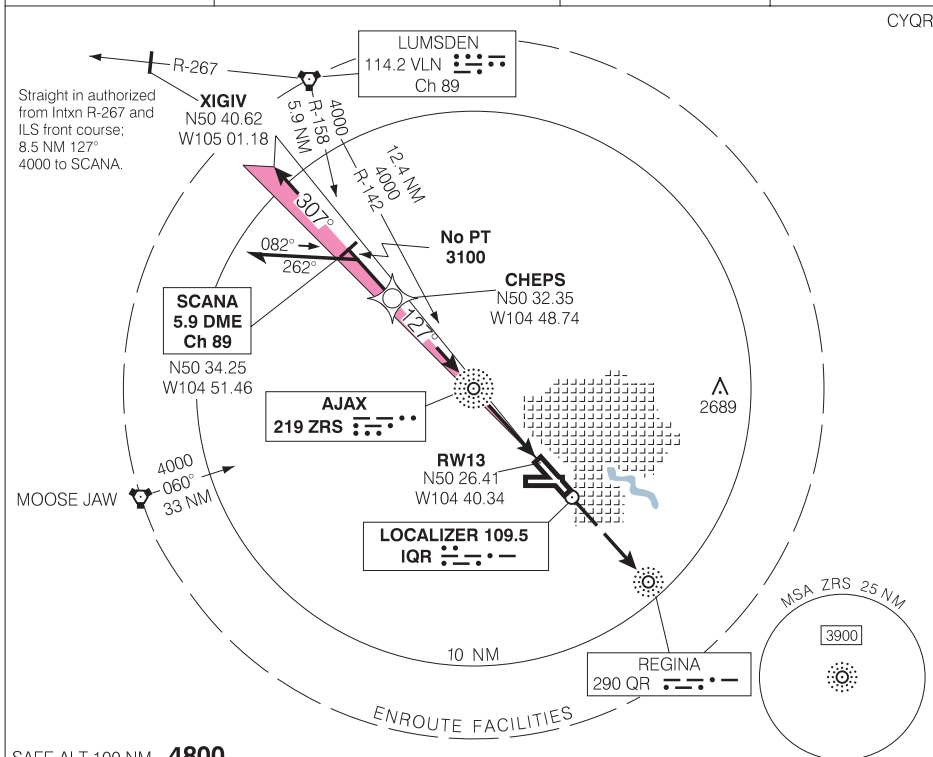 CYQR
LUMSDEN
114.2 VLN
Ch 89
R-267
Straight in authorized
from Intxn R-267 and
ILS front course;
8.5 NM 127°
4000 to SCANA.
XIGIV
N50 40.62
W105 01.18
4000
R-158
5.9 NM
12.4 NM
4000
R-142
307°
082°
262°
No PT
3100
CHEPS
N50 32.35
W104 48.74
SCANA
5.9 DME
Ch 89
N50 34.25
W104 51.46
127°
AJAX
219 ZRS
2689
RW13
N50 26.41
W104 40.34
4000
060°
33 NM
MOOSE JAW
LOCALIZER 109.5
IQR
10 NM
REGINA
290 QR
MSA ZRS 25 NM
3900
ENROUTE FACILITIES
SAFE ALT 100 NM 4800